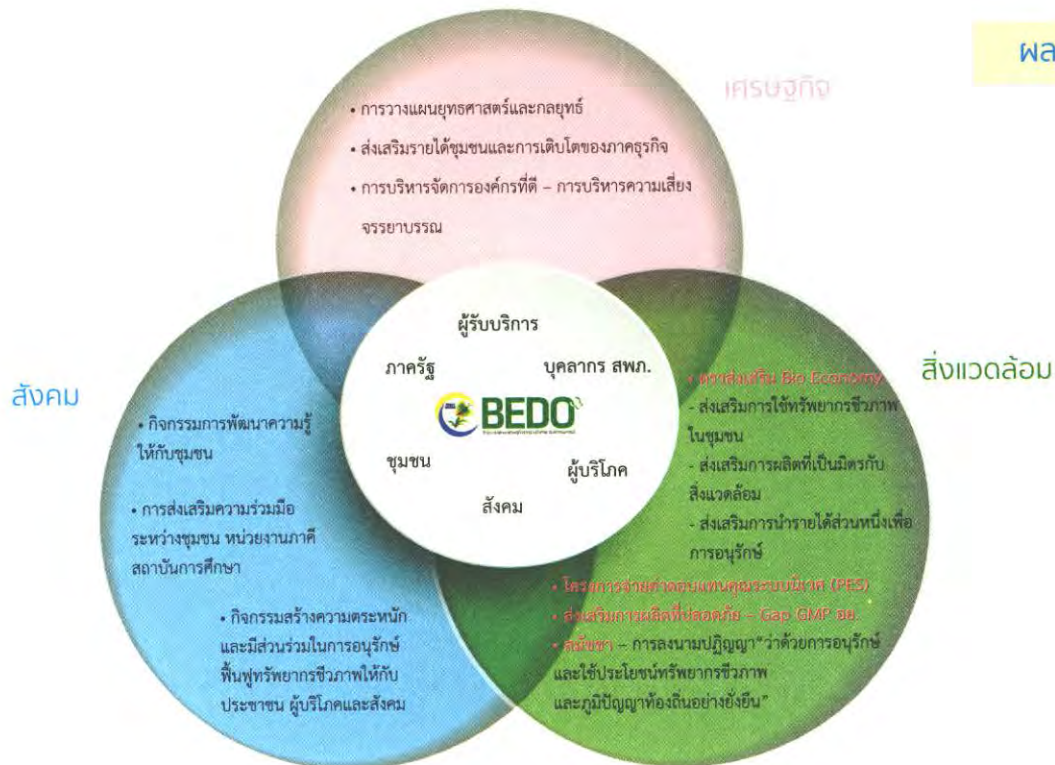 ผล
เศรษฐกิจ
• การวางแผนยุทธศาสตร์และกลยุทธ์
• ส่งเสริมรายได้ชุมชนและการเติบโตของภาคธุรกิจ
• การบริหารจัดการองค์กรที่ดี – การบริหารความเสี่ยง
จรรยาบรรณ
ผู้รับบริการ
ภาครัฐ
บุคลากร สพภ.
BEDO
ชุมชน
ผู้บริโภค
สังคม
สังคม
• กิจกรรมการพัฒนาความรู้
ให้กับชุมชน
• การส่งเสริมความร่วมมือ
ระหว่างชุมชน หน่วยงานภาคี
สถาบันการศึกษา
• กิจกรรมสร้างความตระหนัก
และมีส่วนร่วมในการอนุรักษ์
ฟื้นฟูทรัพยากรชีวภาพให้กับ
ประชาชน ผู้บริโภคและสังคม
สิ่งแวดล้อม
• ตราส่งเสริม Bio Economy
- ส่งเสริมการใช้ทรัพยากรชีวภาพ
ในชุมชน
- ส่งเสริมการผลิตที่เป็นมิตรกับ
สิ่งแวดล้อม
- ส่งเสริมการนำรายได้ส่วนหนึ่งเพื่อ
การอนุรักษ์
• โครงการจ่ายค่าตอบแทนคุณระบบนิเวศ (PES)
• ส่งเสริมการผลิตที่ปลอดภัย – Gap GMP อย.
• สมัชชา – การลงนามปฏิญญา“ว่าด้วยการอนุรักษ์
และใช้ประโยชน์ทรัพยากรชีวภาพ
และภูมิปัญญาท้องถิ่นอย่างยั่งยืน”